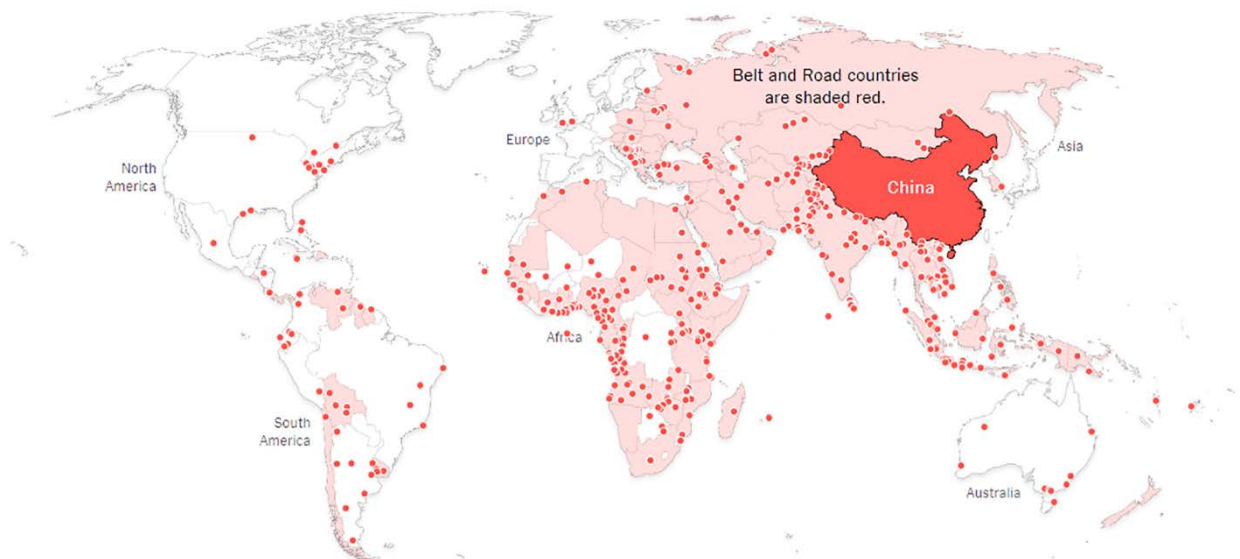 Belt and Road countries
are shaded red.
Europe
Asia
North
America
China
Africa
South
America
Australia